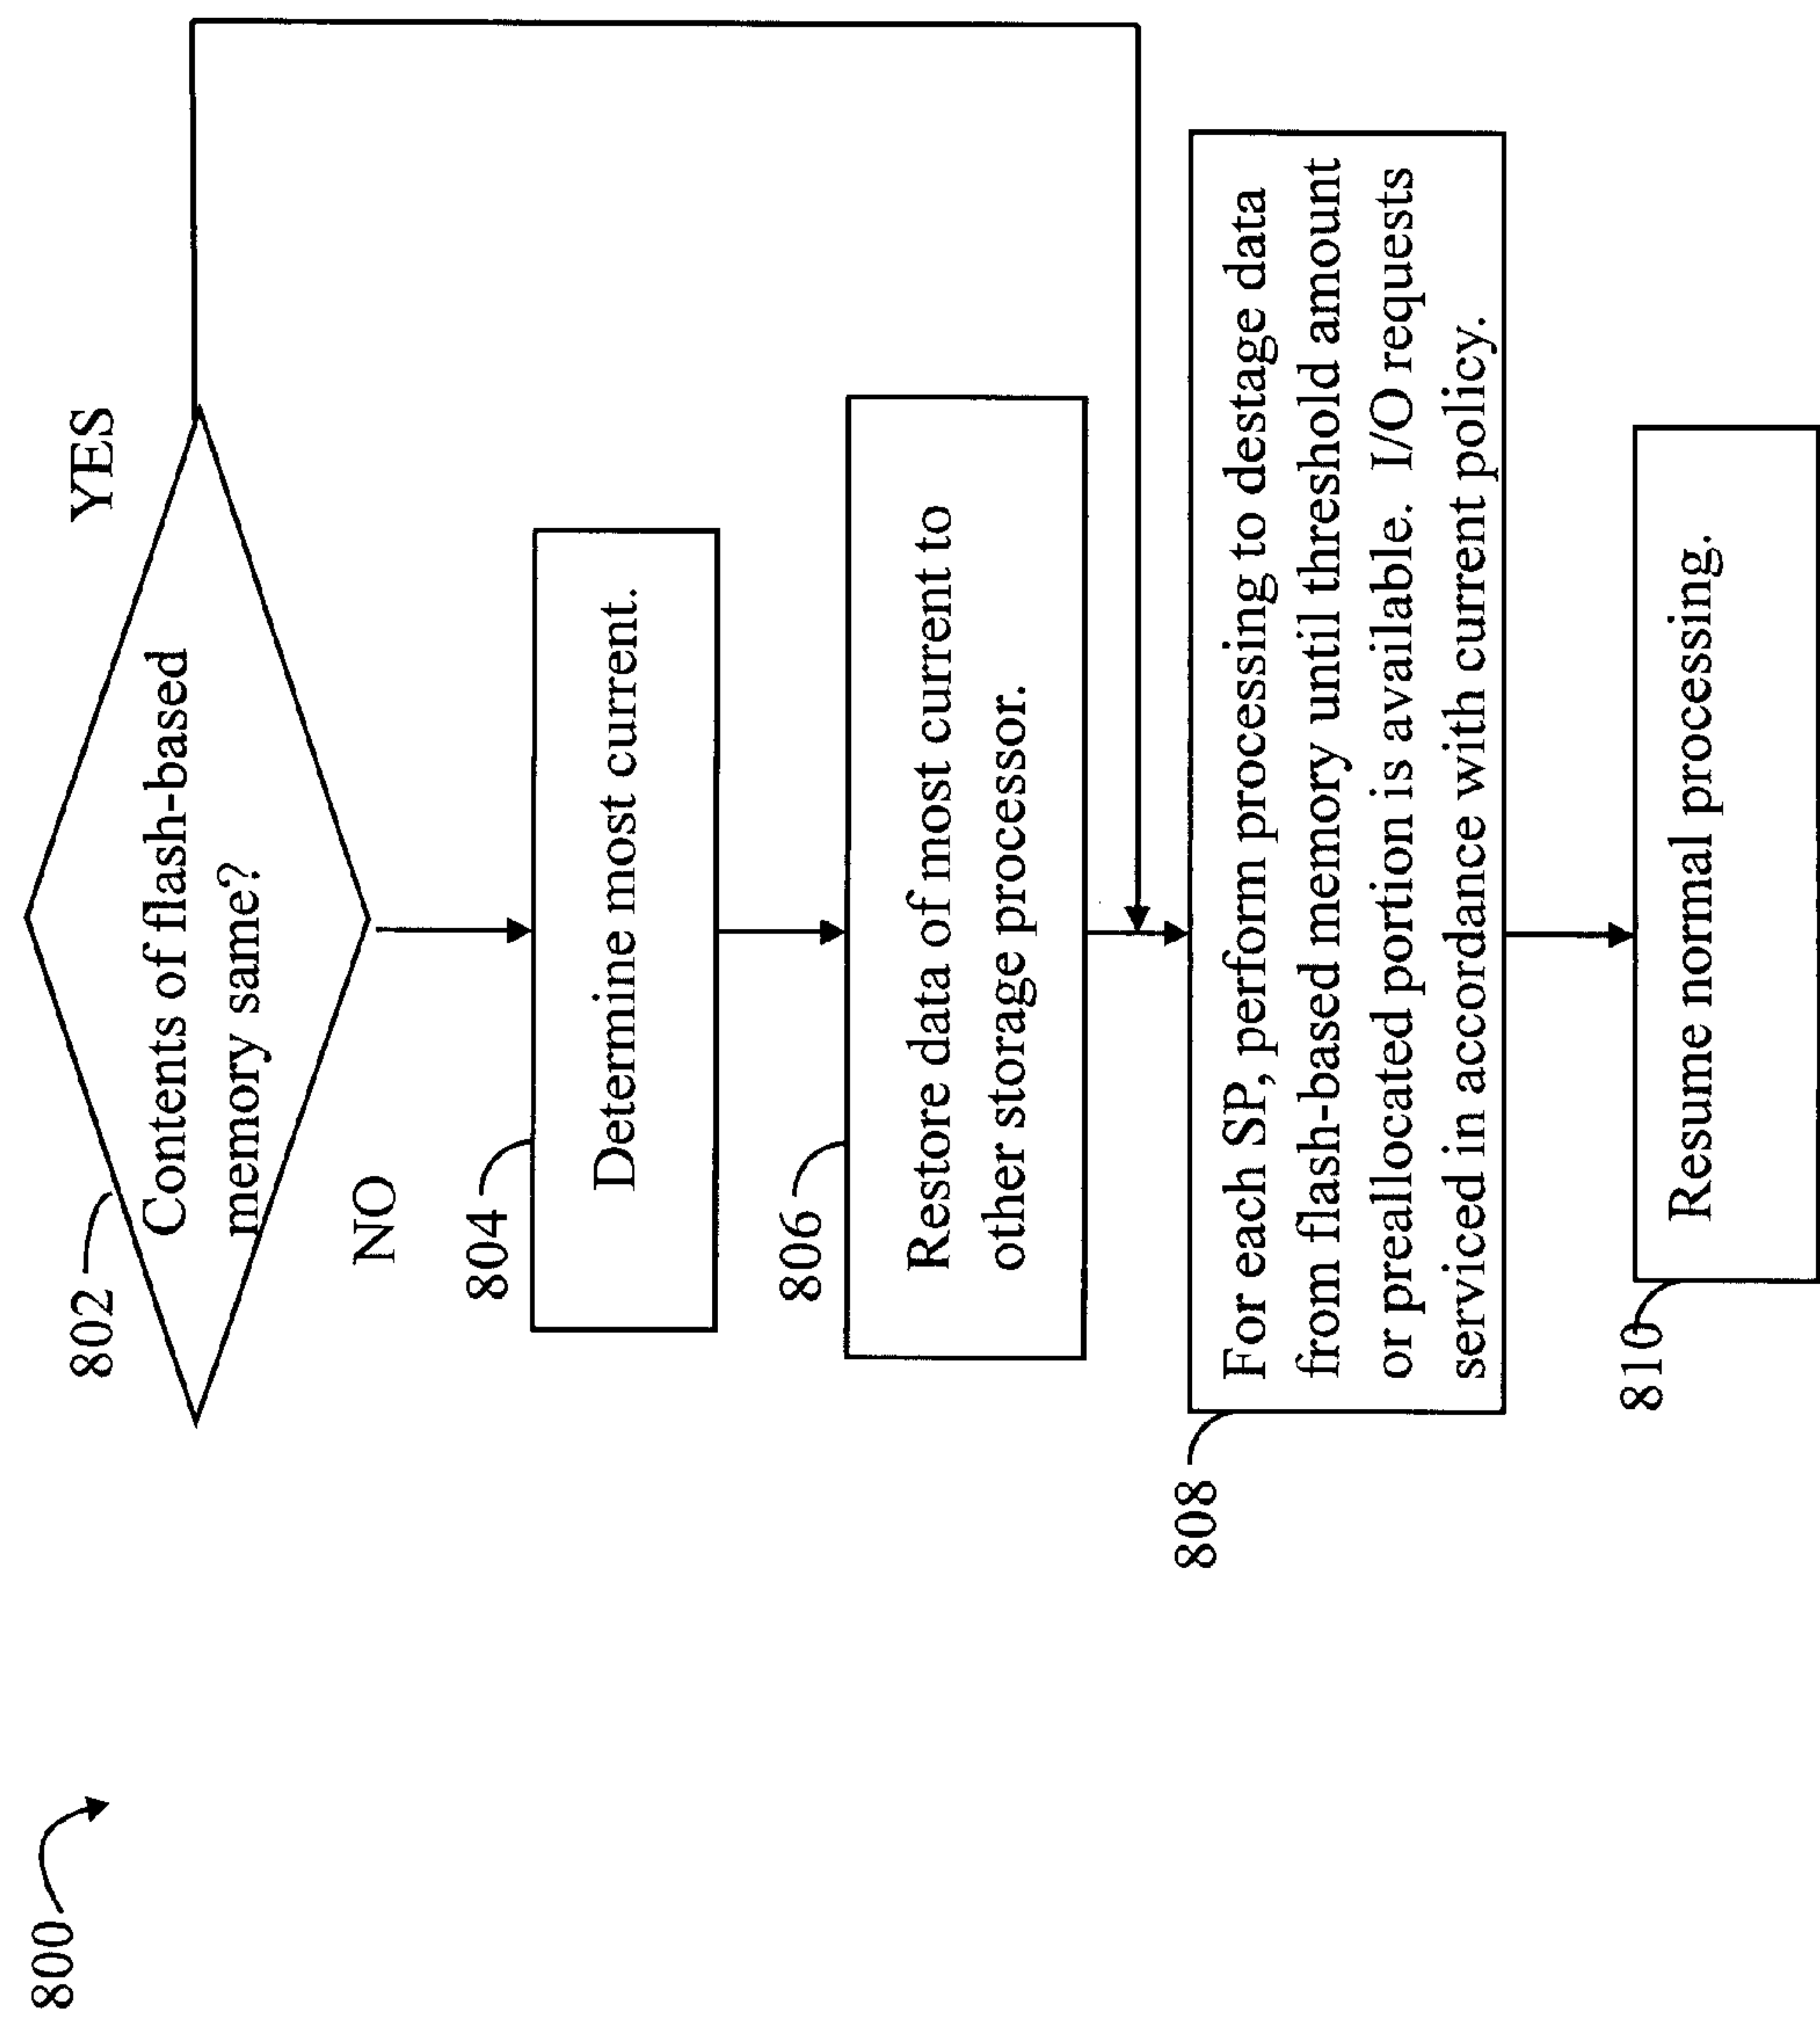 800
802
Contents of flash-based
memory same?
YES
NO
804
Determine most current.
806
Restore data of most current to
other storage processor.
808
For each SP, perform processing to destage data
from flash-based memory until threshold amount
or preallocated portion is available.  I/O requests
serviced in accordance with current policy.
810
Resume normal processing.